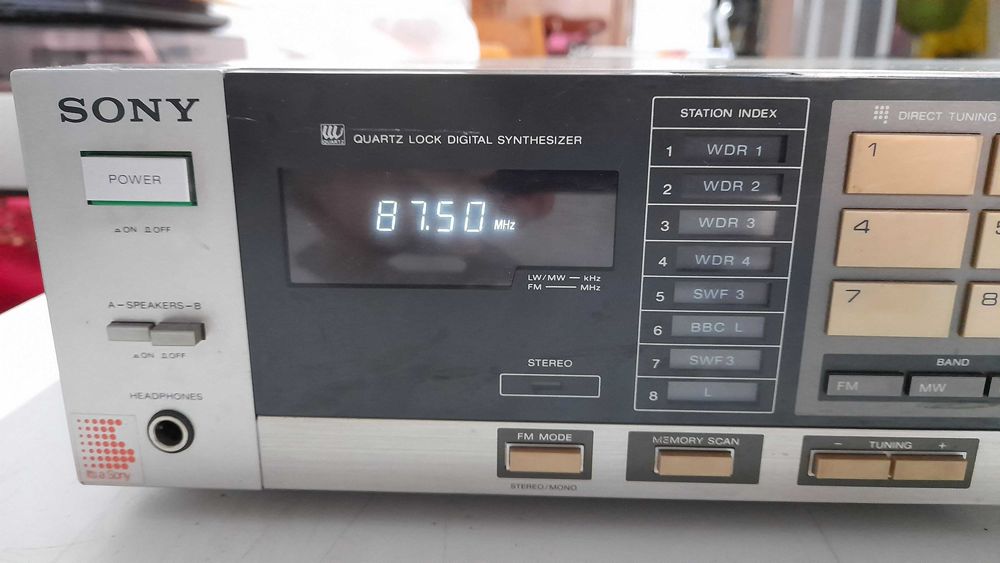 SONY
POWER
ON OFF
A-SPEAKERS-B
ON OFF
HEADPHONES
a Sony
QUARTZ
QUARTZ LOCK DIGITAL SYNTHESIZER
87.50 MHz
LW/MW — kHz
FM — MHz
STEREO
STATION INDEX
1 WDR 1
2 WDR 2
3 WDR 3
4 WDR 4
5 SWF 3
6 BBC L
7 SWF3
8 L
DIRECT TUNING
1
4
7
8
BAND
FM MW
FM MODE
STEREO/MONO
MEMORY SCAN
− TUNING +